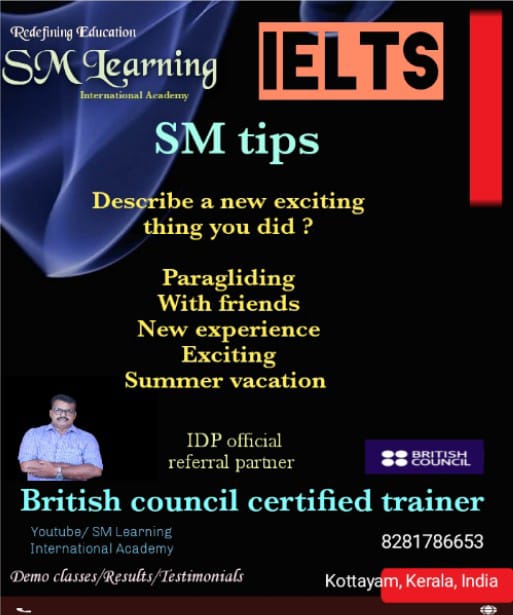 Redefining Education
SM Learning
International Academy
IELTS
SM tips
Describe a new exciting
thing you did ?
Paragliding
With friends
New experience
Exciting
Summer vacation
IDP official
referral partner
BRITISH
COUNCIL
British council certified trainer
Youtube/ SM Learning
International Academy
8281786653
Demo classes/Results/Testimonials
Kottayam, Kerala, India